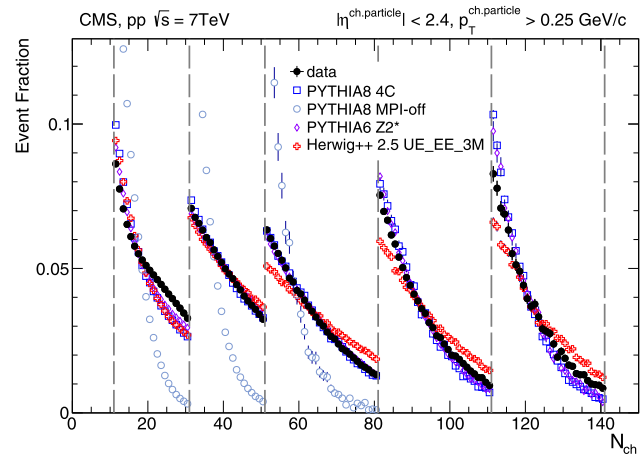 CMS, pp √s = 7TeV
|η^ch.particle| < 2.4, p_T^ch.particle > 0.25 GeV/c
Event Fraction
data
PYTHIA8 4C
PYTHIA8 MPI-off
PYTHIA6 Z2*
Herwig++ 2.5 UE_EE_3M
0.1
0.05
0
0 20 40 60 80 100 120 140
N_ch